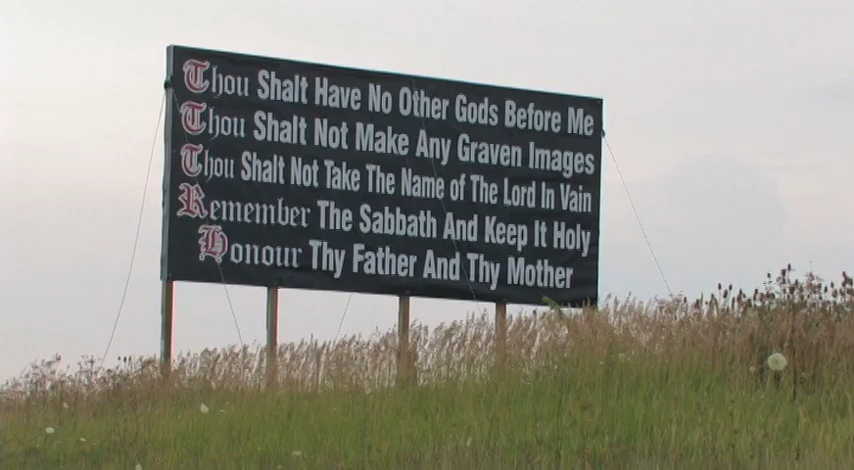 Thou Shalt Have No Other Gods Before Me
Thou Shalt Not Make Any Graven Images
Thou Shalt Not Take The Name of The Lord In Vain
Remember The Sabbath And Keep It Holy
Honour Thy Father And Thy Mother